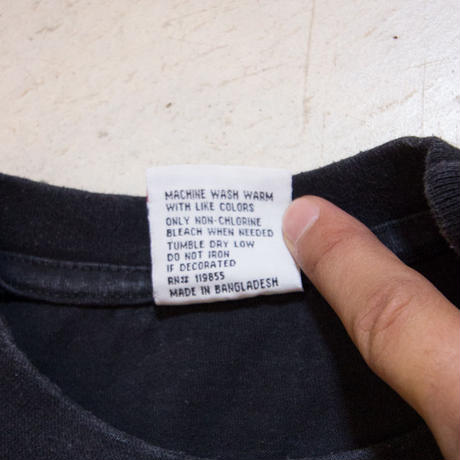 MACHINE WASH WARM
WITH LIKE COLORS
ONLY NON-CHLORINE
BLEACH WHEN NEEDED
TUMBLE DRY LOW
DO NOT IRON
IF DECORATED
RN# 119855
MADE IN BANGLADESH